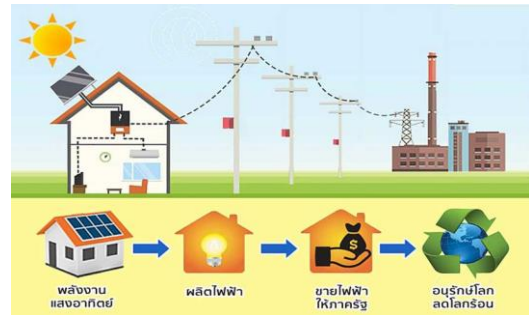 $
พลังงาน
แสงอาทิตย์
ผลิตไฟฟ้า
ขายไฟฟ้า
ให้ภาครัฐ
อนุรักษ์โลก
ลดโลกร้อน